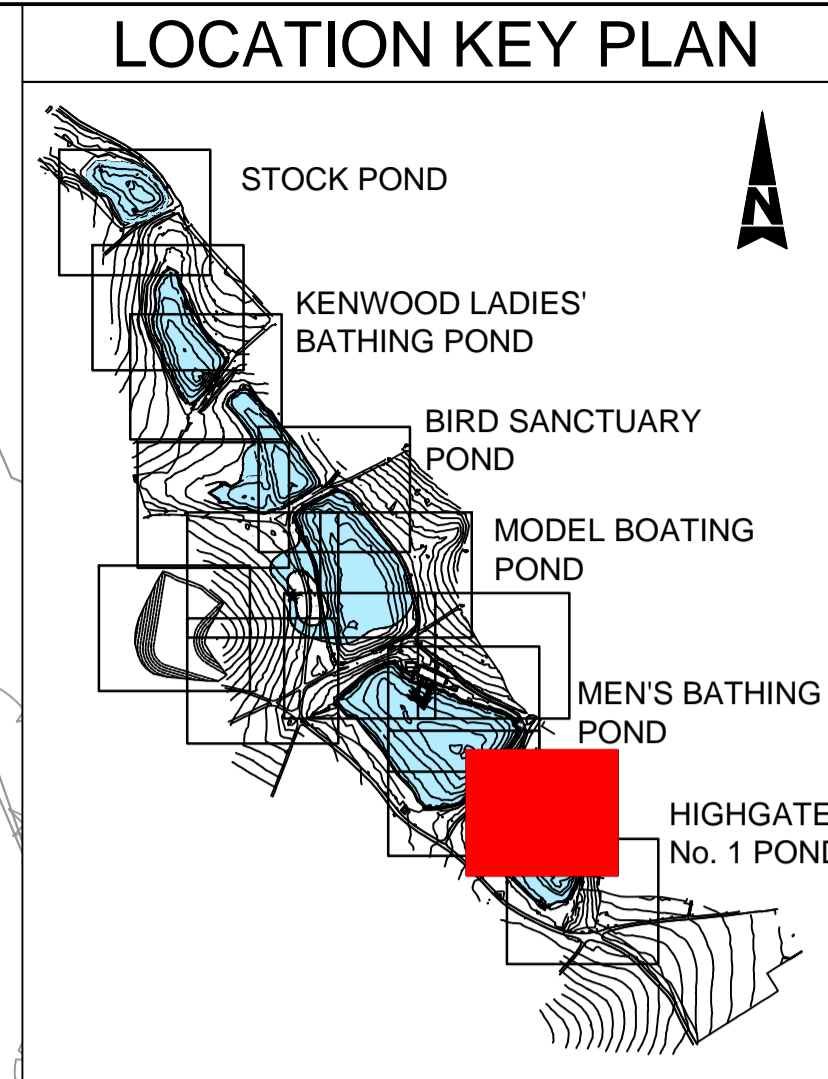 LOCATION KEY PLAN
N
STOCK POND
KENWOOD LADIES'
BATHING POND
BIRD SANCTUARY
POND
MODEL BOATING
POND
MEN'S BATHING
POND
HIGHGATE
No. 1 POND